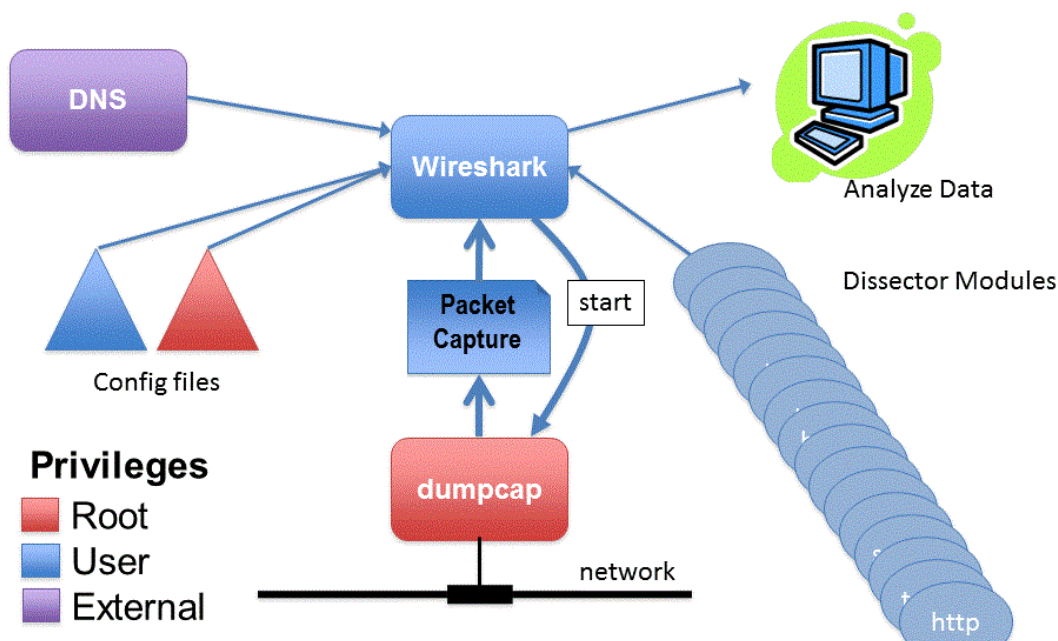 DNS
Wireshark
Analyze Data
Dissector Modules
Packet
Capture
start
Config files
dumpcap
Privileges
Root
User
External
network
http